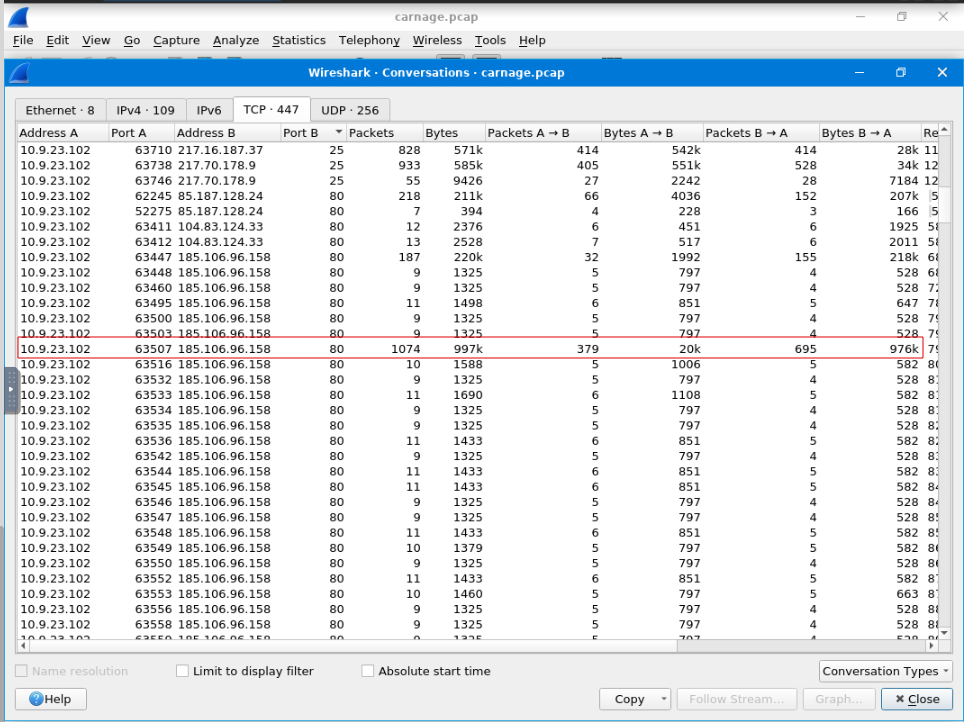 carnage.pcap
File Edit View Go Capture Analyze Statistics Telephony Wireless Tools Help
Wireshark · Conversations · carnage.pcap
Ethernet · 8 IPv4 · 109 IPv6 TCP · 447 UDP · 256
Address A Port A Address B Port B Packets Bytes Packets A → B Bytes A → B Packets B → A Bytes B → A Re
10.9.23.102 63710 217.16.187.37 25 828 571k 414 542k 414 28k 11
10.9.23.102 63738 217.70.178.9 25 933 585k 405 551k 528 34k 12
10.9.23.102 63746 217.70.178.9 25 55 9426 27 2242 28 7184 12
10.9.23.102 62245 85.187.128.24 80 218 211k 66 4036 152 207k 5
10.9.23.102 52275 85.187.128.24 80 7 394 4 228 3 166 5
10.9.23.102 63411 104.83.124.33 80 12 2376 6 451 6 1925 58
10.9.23.102 63412 104.83.124.33 80 13 2528 7 517 6 2011 58
10.9.23.102 63447 185.106.96.158 80 187 220k 32 1992 155 218k 68
10.9.23.102 63448 185.106.96.158 80 9 1325 5 797 4 528 68
10.9.23.102 63460 185.106.96.158 80 9 1325 5 797 4 528 72
10.9.23.102 63495 185.106.96.158 80 11 1498 6 851 5 647 78
10.9.23.102 63500 185.106.96.158 80 9 1325 5 797 4 528 79
10.9.23.102 63503 185.106.96.158 80 9 1325 5 797 4 528 79
10.9.23.102 63507 185.106.96.158 80 1074 997k 379 20k 695 976k 79
10.9.23.102 63516 185.106.96.158 80 10 1588 5 1006 5 582 80
10.9.23.102 63532 185.106.96.158 80 9 1325 5 797 4 528 81
10.9.23.102 63533 185.106.96.158 80 11 1690 6 1108 5 582 81
10.9.23.102 63534 185.106.96.158 80 9 1325 5 797 4 528 81
10.9.23.102 63535 185.106.96.158 80 9 1325 5 797 4 528 82
10.9.23.102 63536 185.106.96.158 80 11 1433 6 851 5 582 82
10.9.23.102 63542 185.106.96.158 80 9 1325 5 797 4 528 83
10.9.23.102 63544 185.106.96.158 80 11 1433 6 851 5 582 83
10.9.23.102 63545 185.106.96.158 80 11 1433 6 851 5 582 84
10.9.23.102 63546 185.106.96.158 80 9 1325 5 797 4 528 84
10.9.23.102 63547 185.106.96.158 80 9 1325 5 797 4 528 85
10.9.23.102 63548 185.106.96.158 80 11 1433 6 851 5 582 85
10.9.23.102 63549 185.106.96.158 80 10 1379 5 797 5 582 86
10.9.23.102 63550 185.106.96.158 80 9 1325 5 797 4 528 86
10.9.23.102 63552 185.106.96.158 80 11 1433 6 851 5 582 87
10.9.23.102 63553 185.106.96.158 80 10 1460 5 797 5 663 87
10.9.23.102 63556 185.106.96.158 80 9 1325 5 797 4 528 88
10.9.23.102 63558 185.106.96.158 80 9 1325 5 797 4 528 88
Name resolution Limit to display filter Absolute start time Conversation Types
Help Copy Follow Stream... Graph... Close